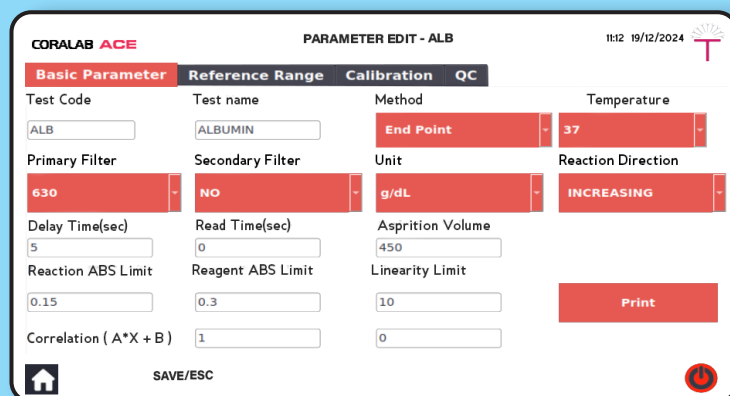 CORALAB ACE PARAMETER EDIT - ALB 11:12 19/12/2024
Basic Parameter Reference Range Calibration QC
Test Code Test name Method Temperature
ALB ALBUMIN End Point 37
Primary Filter Secondary Filter Unit Reaction Direction
630 NO g/dL INCREASING
Delay Time(sec) Read Time(sec) Asprition Volume
5 0 450
Reaction ABS Limit Reagent ABS Limit Linearity Limit
0.15 0.3 10 Print
Correlation ( A*X + B ) 1 0
SAVE/ESC